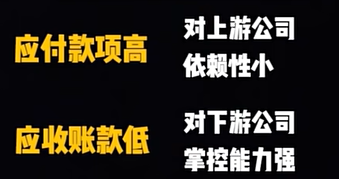 应付款项高
对上游公司
依赖性小
应收账款低
对下游公司
掌控能力强